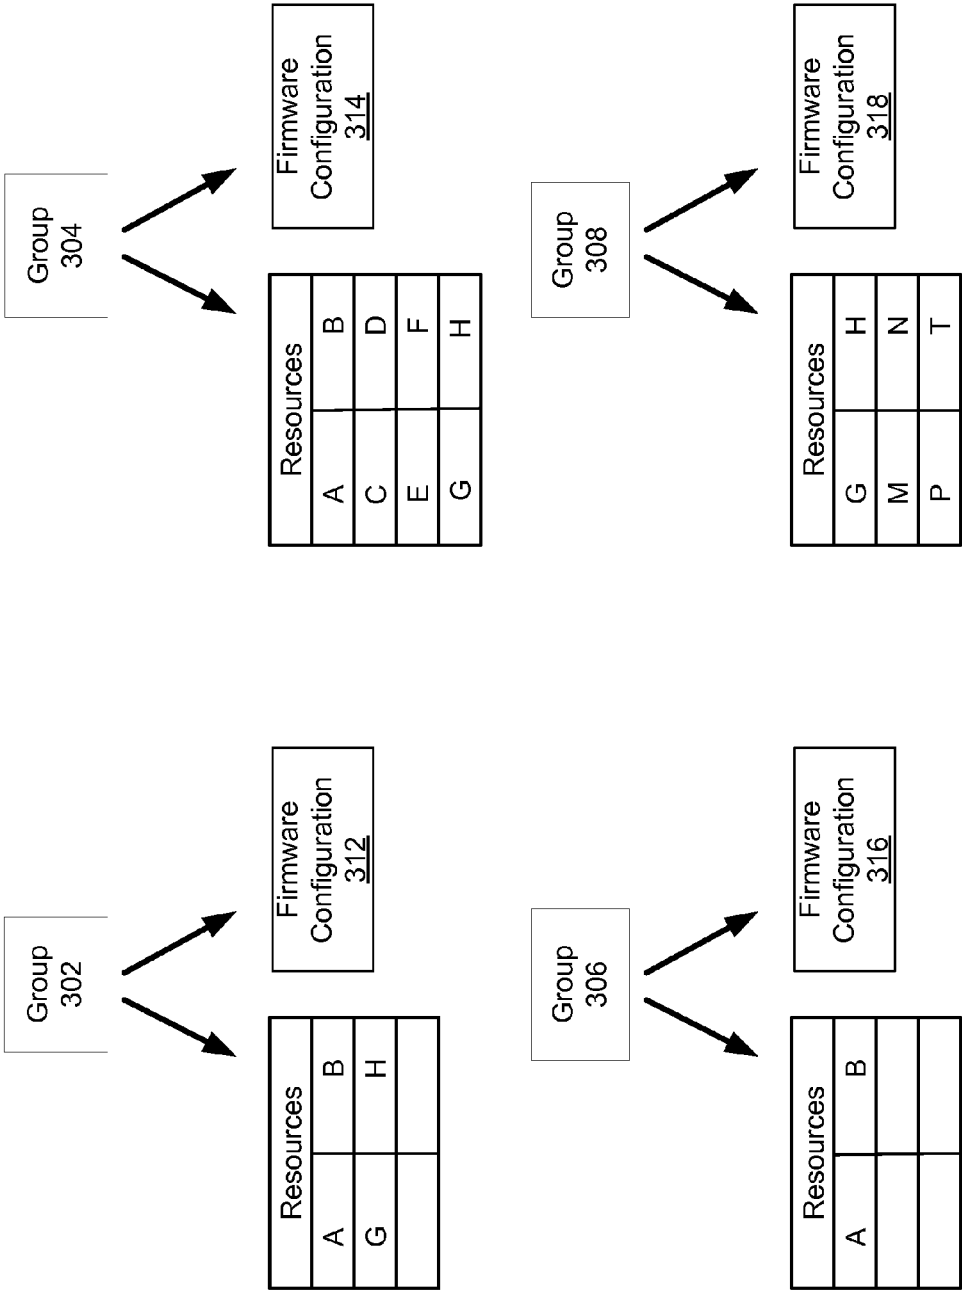 Group
302
Resources
A B
G H
Firmware
Configuration
312
Group
304
Resources
A B
C D
E F
G H
Firmware
Configuration
314
Group
306
Resources
A B
Firmware
Configuration
316
Group
308
Resources
G H
M N
P T
Firmware
Configuration
318